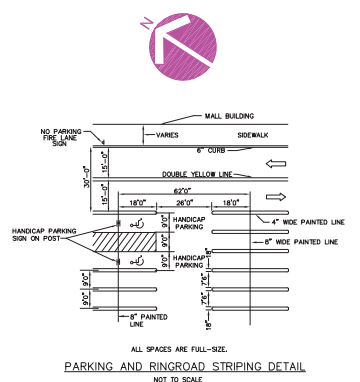 N
MALL BUILDING
NO PARKING
FIRE LANE
SIGN
VARIES
SIDEWALK
6" CURB
30'-0"
15'-0"
15'-0"
DOUBLE YELLOW LINE
62'0"
18'0"
26'0"
18'0"
HANDICAP PARKING
SIGN ON POST
9'0"
9'0"
9'0"
HANDICAP
PARKING
HANDICAP
PARKING
4" WIDE PAINTED LINE
8" WIDE PAINTED LINE
18"
9'0"
9'0"
7'6"
7'6"
18"
8" PAINTED
LINE
ALL SPACES ARE FULL-SIZE.
PARKING AND RINGROAD STRIPING DETAIL
NOT TO SCALE